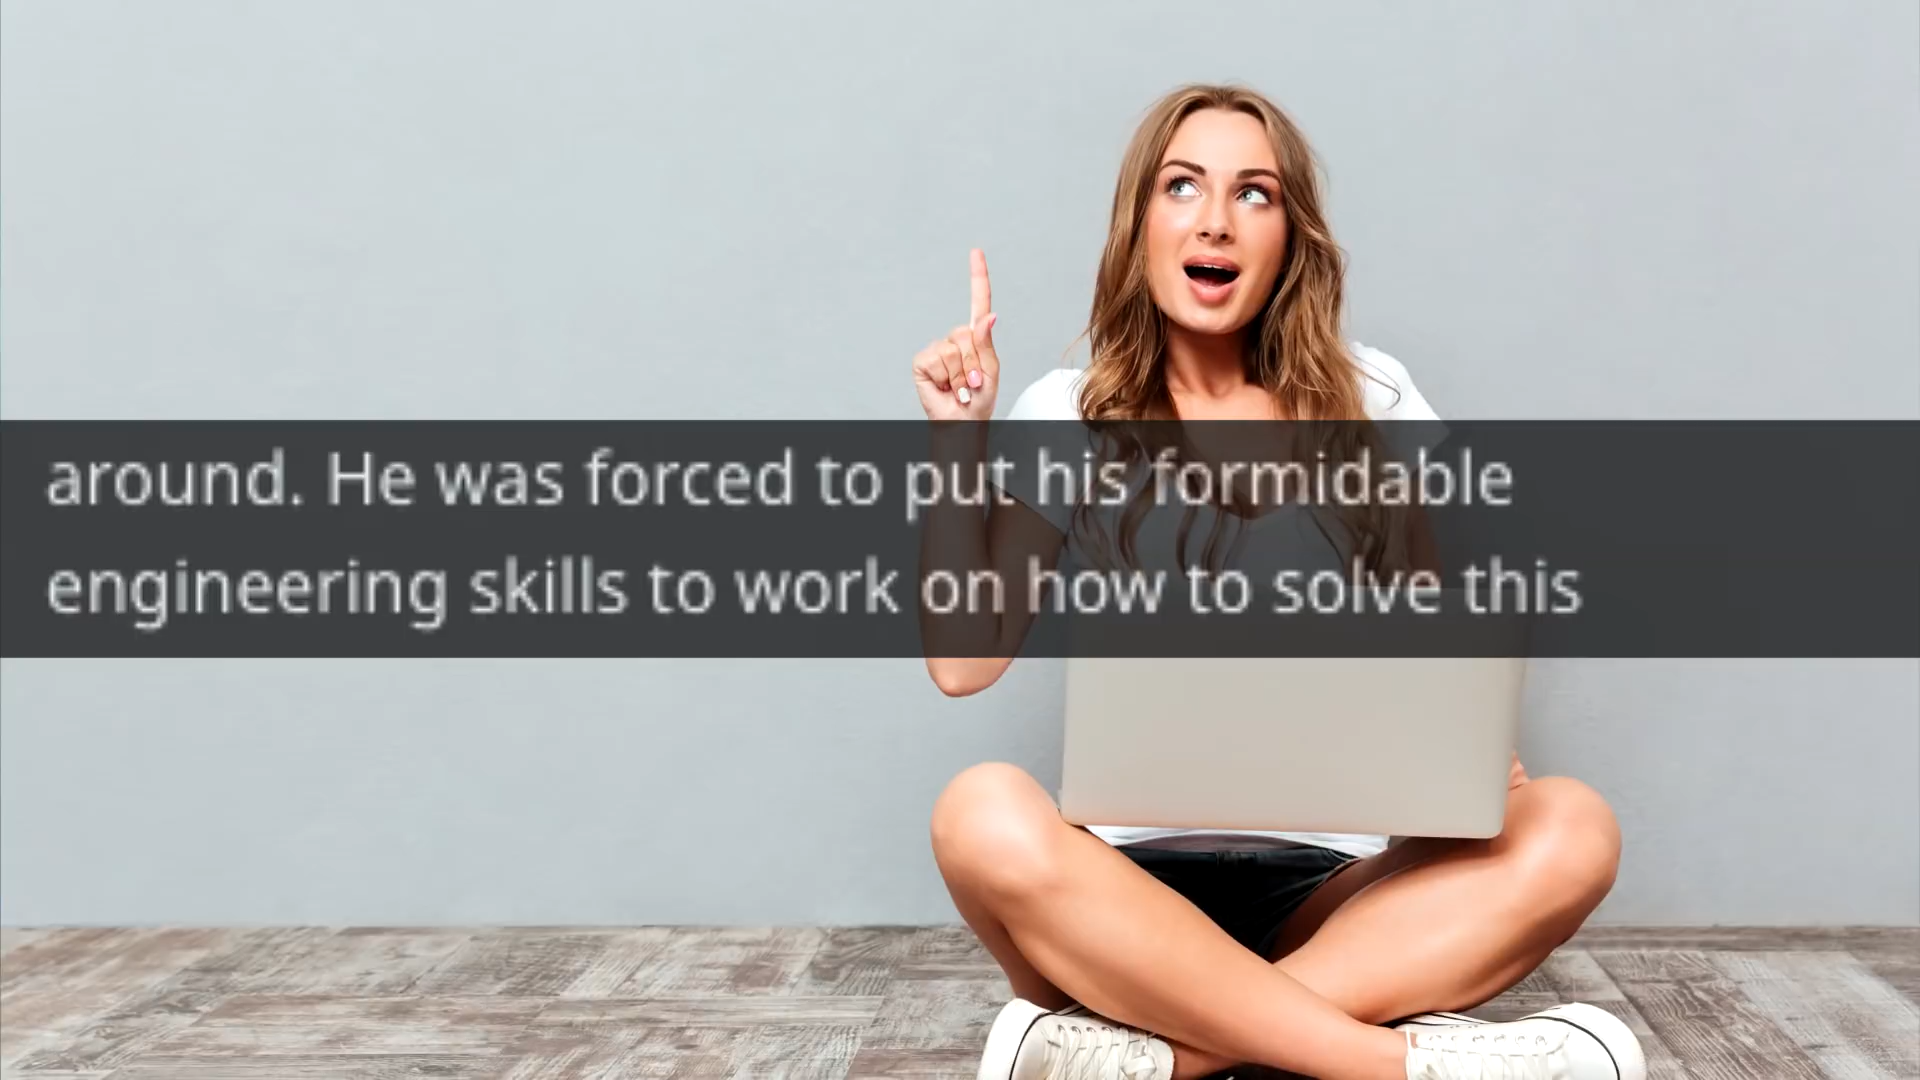 around. He was forced to put his formidable
engineering skills to work on how to solve this